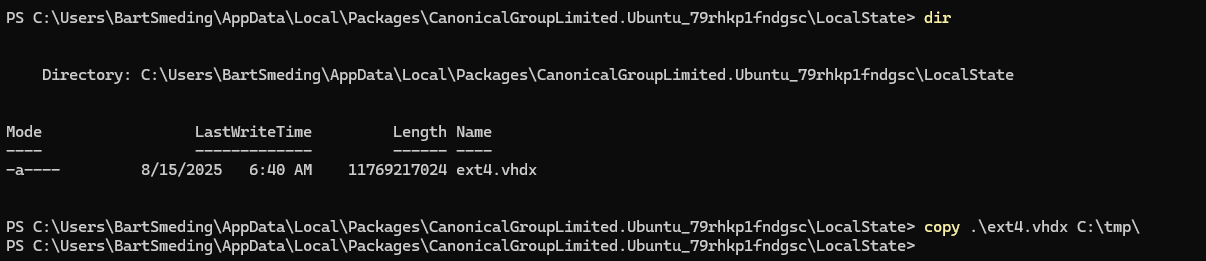 PS C:\Users\BartSmeding\AppData\Local\Packages\CanonicalGroupLimited.Ubuntu_79rhkp1fndgsc\LocalState> dir
Directory: C:\Users\BartSmeding\AppData\Local\Packages\CanonicalGroupLimited.Ubuntu_79rhkp1fndgsc\LocalState
Mode LastWriteTime Length Name
---- ------------- ------ ----
-a---- 8/15/2025 6:40 AM 11769217024 ext4.vhdx
PS C:\Users\BartSmeding\AppData\Local\Packages\CanonicalGroupLimited.Ubuntu_79rhkp1fndgsc\LocalState> copy .\ext4.vhdx C:\tmp\
PS C:\Users\BartSmeding\AppData\Local\Packages\CanonicalGroupLimited.Ubuntu_79rhkp1fndgsc\LocalState>